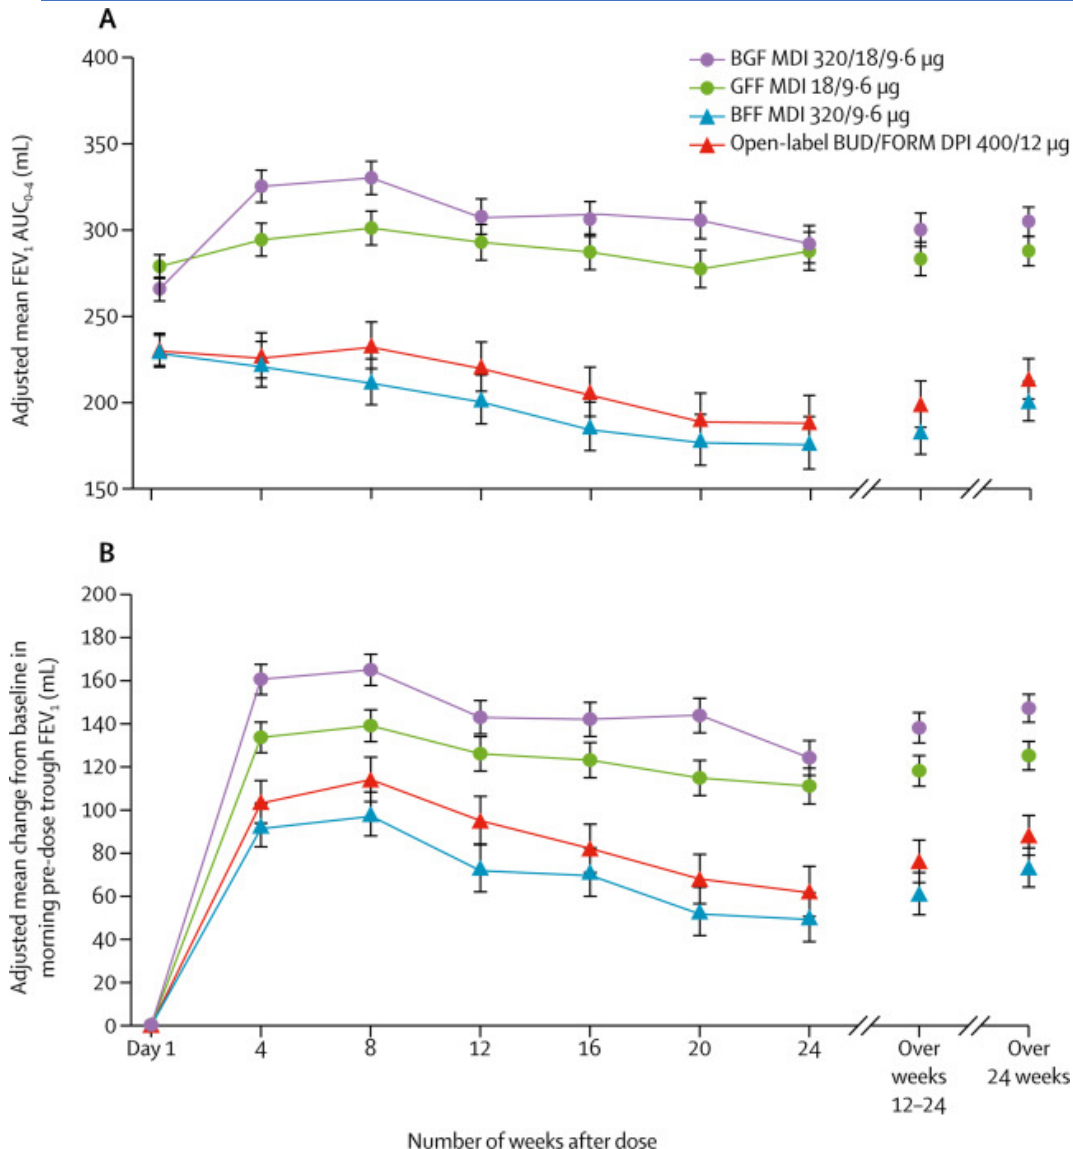 A
400
350
300
250
200
150
Adjusted mean FEV₁ AUC₀₋₄ (mL)
BGF MDI 320/18/9·6 μg
GFF MDI 18/9·6 μg
BFF MDI 320/9·6 μg
Open-label BUD/FORM DPI 400/12 μg
B
200
180
160
140
120
100
80
60
40
20
0
Adjusted mean change from baseline in
morning pre-dose trough FEV₁ (mL)
Day 1 4 8 12 16 20 24 Over Over
weeks 24 weeks
12–24
Number of weeks after dose